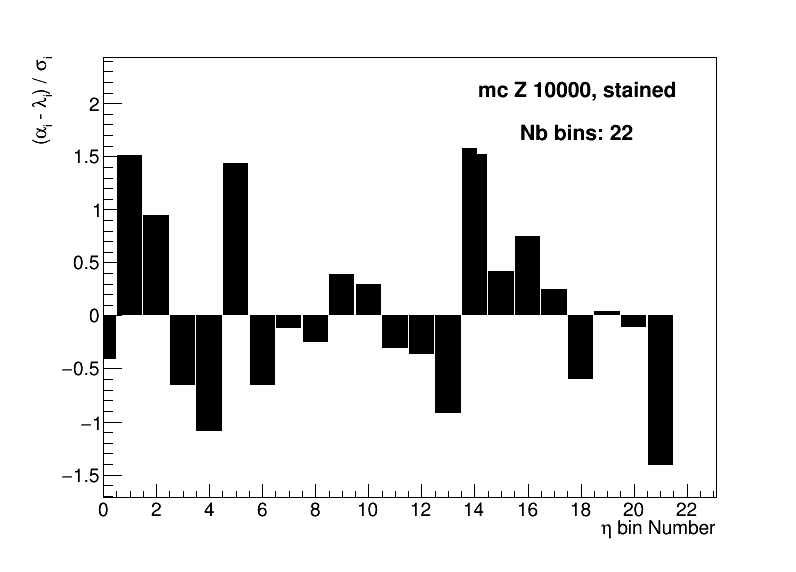 (αi - λi) / σi
mc Z 10000, stained
Nb bins: 22
2
1.5
1
0.5
0
−0.5
−1
−1.5
0 2 4 6 8 10 12 14 16 18 20 22
η bin Number